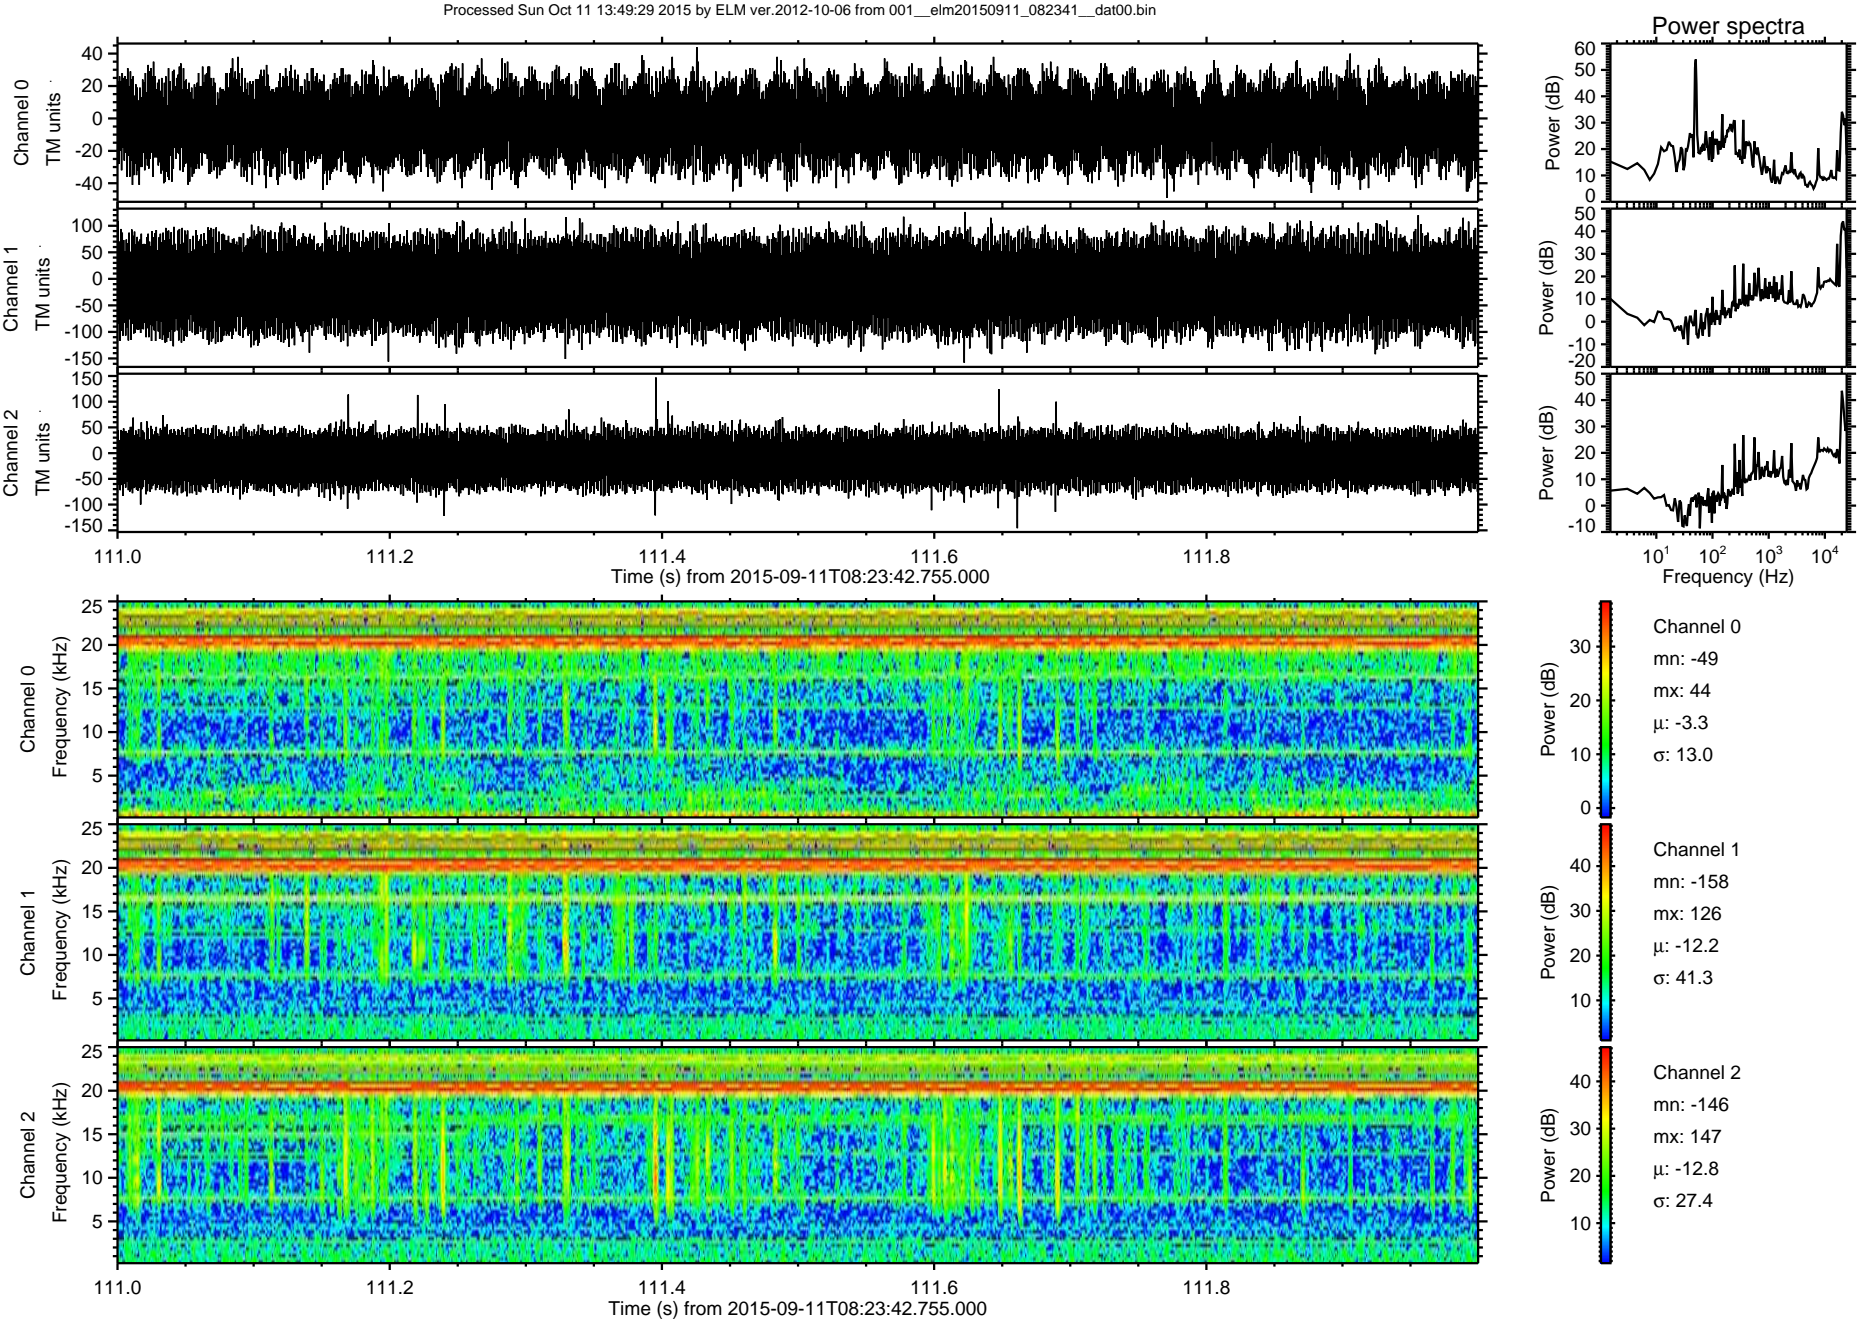 Processed Sun Oct 11 13:49:29 2015 by ELM ver.2012-10-06 from 001__elm20150911_082341__dat00.bin
Power spectra
Channel 0
TM units
40
20
0
-20
-40
Power (dB)
60
50
40
30
20
10
0
Channel 1
TM units
100
50
0
-50
-100
-150
Power (dB)
50
40
30
20
10
0
-10
-20
Channel 2
TM units
150
100
50
0
-50
-100
-150
Power (dB)
50
40
30
20
10
0
-10
111.0 111.2 111.4 111.6 111.8
Time (s) from 2015-09-11T08:23:42.755.000
10^1 10^2 10^3 10^4
Frequency (Hz)
Channel 0
Frequency (kHz)
25
20
15
10
5
Power (dB)
30
20
10
0
Channel 0
mn: -49
mx: 44
μ: -3.3
σ: 13.0
Channel 1
Frequency (kHz)
25
20
15
10
5
Power (dB)
40
30
20
10
Channel 1
mn: -158
mx: 126
μ: -12.2
σ: 41.3
Channel 2
Frequency (kHz)
25
20
15
10
5
Power (dB)
40
30
20
10
Channel 2
mn: -146
mx: 147
μ: -12.8
σ: 27.4
111.0 111.2 111.4 111.6 111.8
Time (s) from 2015-09-11T08:23:42.755.000